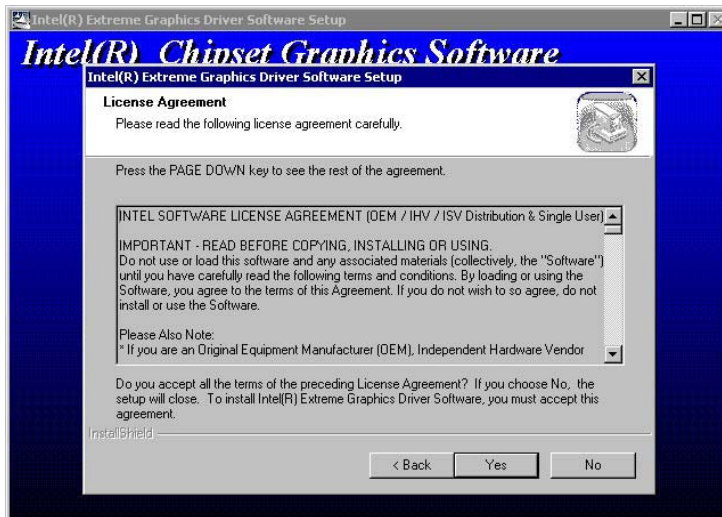 Intel(R) Extreme Graphics Driver Software Setup
Intel(R) Chipset Graphics Software
Intel(R) Extreme Graphics Driver Software Setup
License Agreement
Please read the following license agreement carefully.
Press the PAGE DOWN key to see the rest of the agreement.
INTEL SOFTWARE LICENSE AGREEMENT (OEM / IHV / ISV Distribution & Single User)
IMPORTANT - READ BEFORE COPYING, INSTALLING OR USING.
Do not use or load this software and any associated materials (collectively, the "Software")
until you have carefully read the following terms and conditions. By loading or using the
Software, you agree to the terms of this Agreement. If you do not wish to so agree, do not
install or use the Software.
Please Also Note:
* If you are an Original Equipment Manufacturer (OEM), Independent Hardware Vendor
Do you accept all the terms of the preceding License Agreement? If you choose No, the
setup will close. To install Intel(R) Extreme Graphics Driver Software, you must accept this
agreement.
InstallShield
< Back
Yes
No